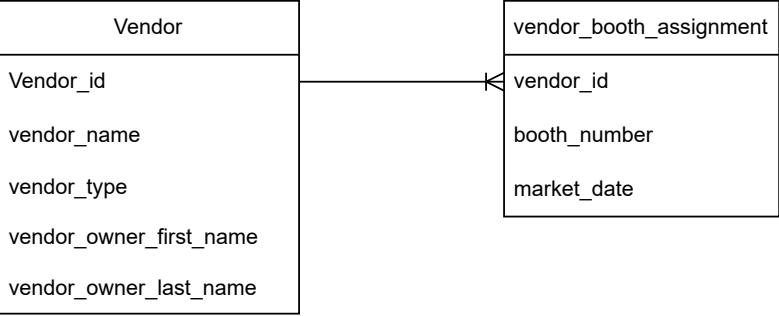 Vendor
Vendor_id
vendor_name
vendor_type
vendor_owner_first_name
vendor_owner_last_name
vendor_booth_assignment
vendor_id
booth_number
market_date